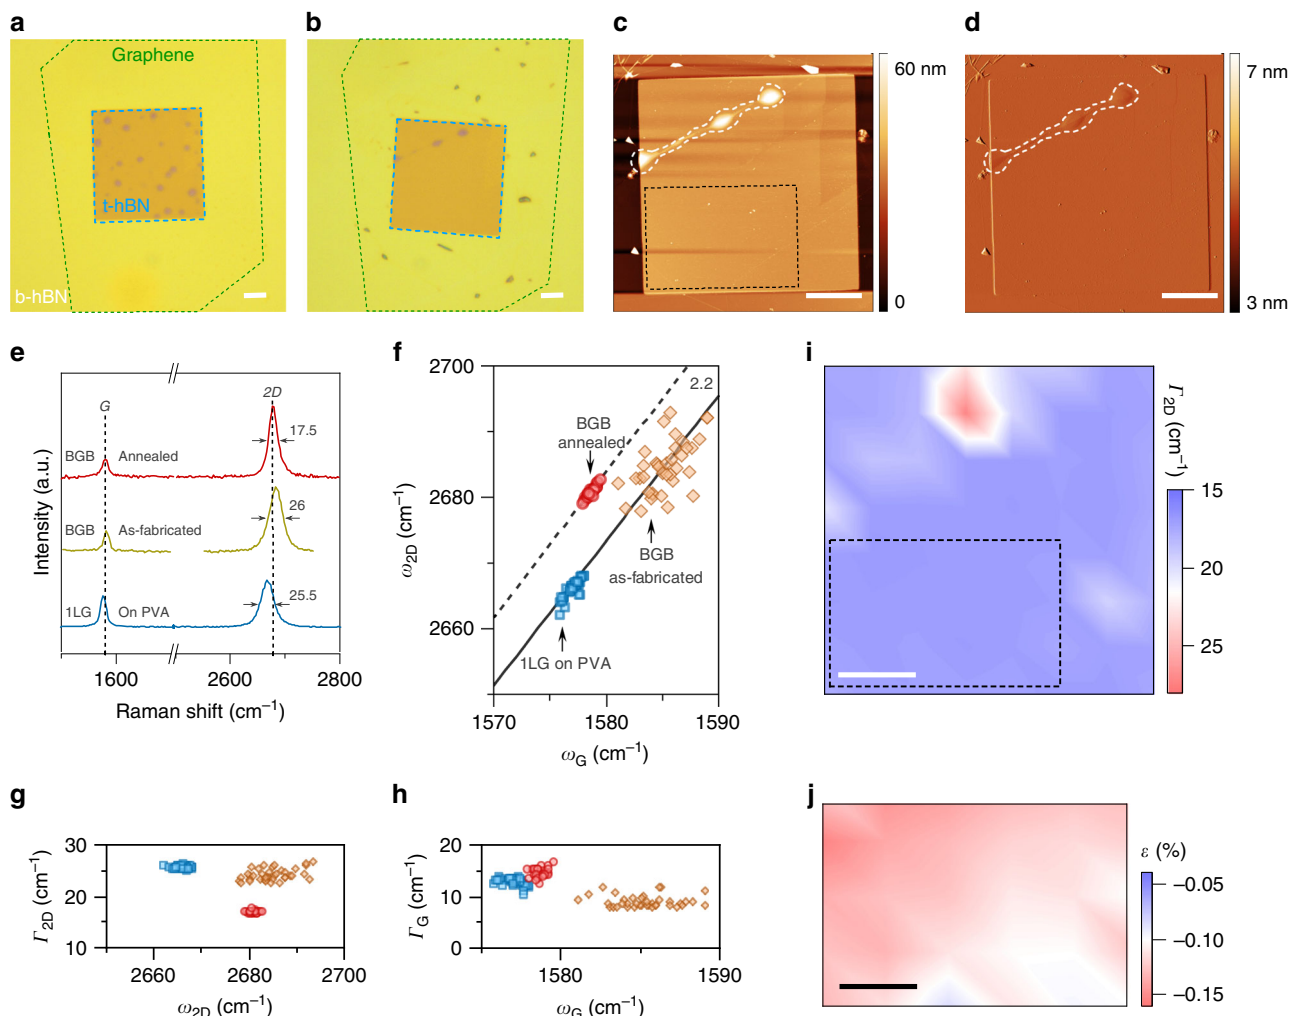 a
Graphene
t-hBN
b-hBN
b
c
60 nm
0
d
7 nm
3 nm
e
G
2D
17.5
BGB Annealed
26
BGB As-fabricated
25.5
1LG On PVA
Intensity (a.u.)
1600
2600
2800
Raman shift (cm⁻¹)
f
2700
2680
2660
ω2D (cm⁻¹)
2.2
BGB
annealed
BGB
as-fabricated
1LG on PVA
1570
1580
1590
ωG (cm⁻¹)
i
Γ2D (cm⁻¹)
15
20
25
g
30
20
10
Γ2D (cm⁻¹)
2660
2680
2700
ω2D (cm⁻¹)
h
20
10
0
ΓG (cm⁻¹)
1580
1590
ωG (cm⁻¹)
j
ε (%)
−0.05
−0.10
−0.15